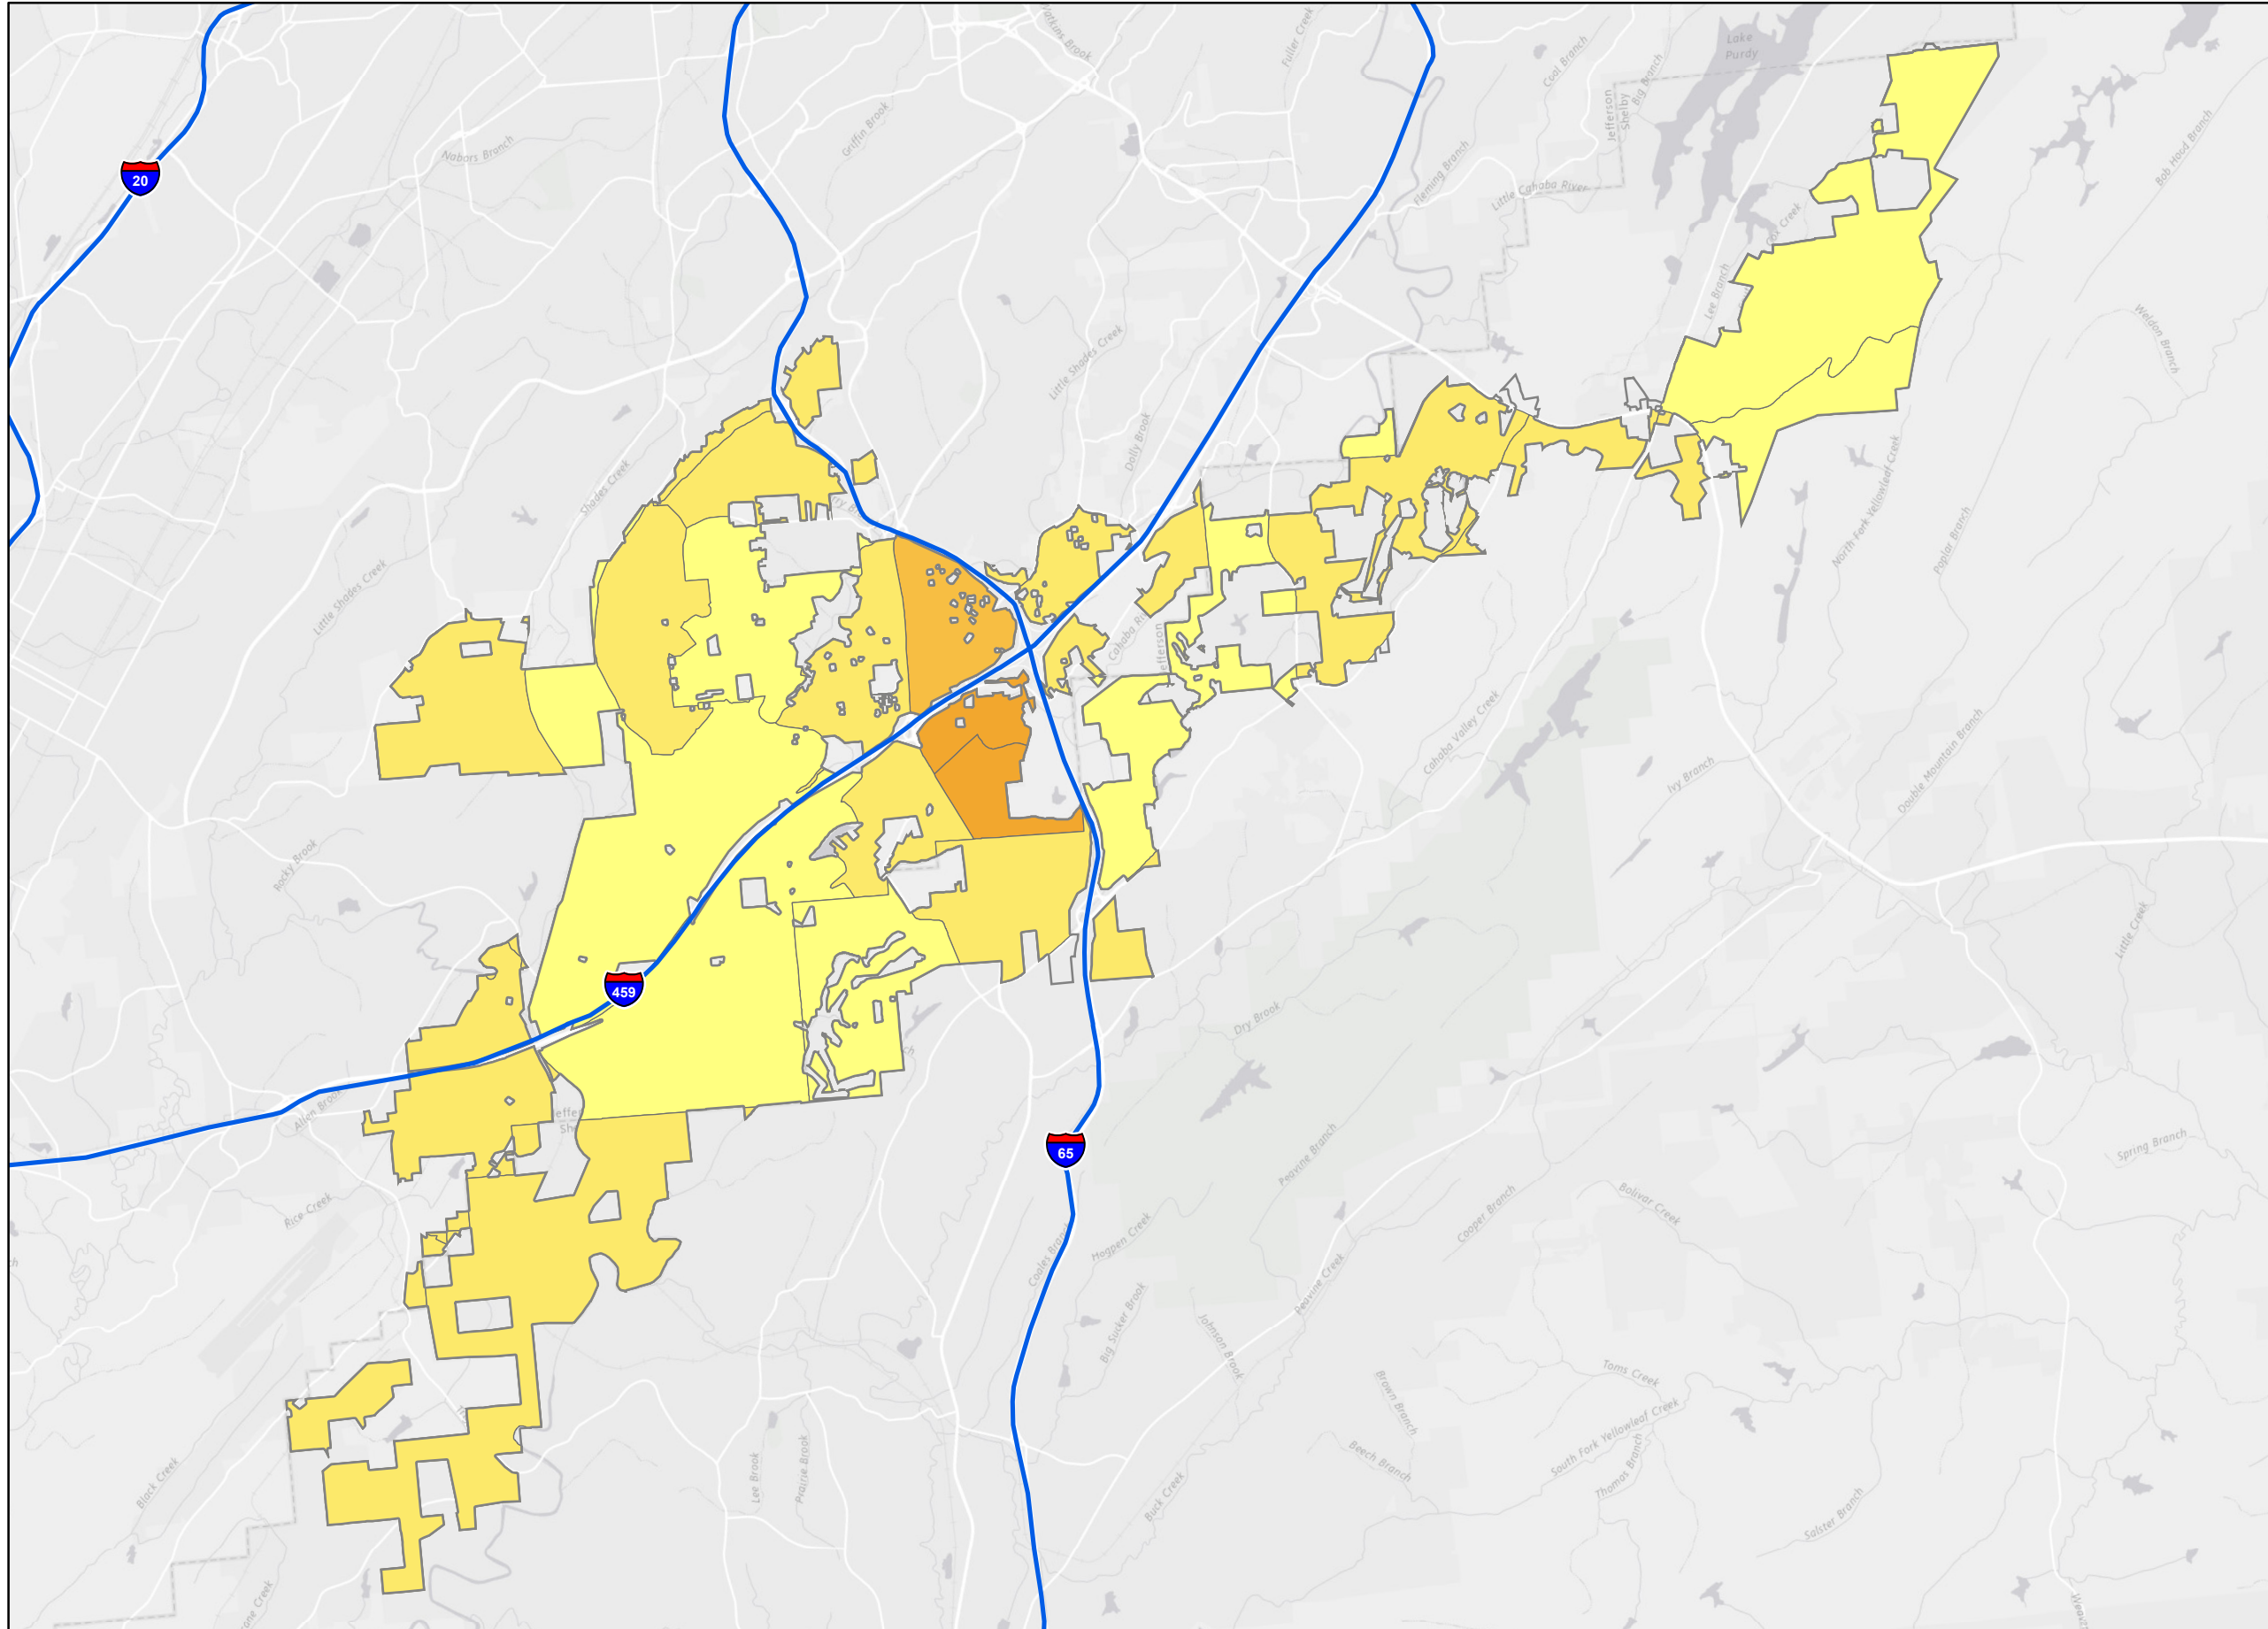 Watkins Brook
Fuller Creek
Coal Branch
Big Branch
Lake
Purdy
Jefferson
Shelby
Griffin Brook
Nabors Branch
20
Fleming Branch
Little Cahaba River
Cox Creek
Bob Hood Branch
Lee Branch
Weldon Branch
Little Shades Creek
Dolly Brook
Shades Creek
North Fork Yellowleaf Creek
Poplar Branch
Little Shades Creek
Jefferson
Cahaba Valley Creek
Ivy Branch
Double Mountain Branch
Rocky Brook
Little Creek
459
Dry Brook
Allen Brook
65
Peavine Branch
Spring Branch
Rice Creek
Hogpen Creek
Cooper Branch
Bolivar Creek
Peavine Creek
Big Sucker Brook
Johnson Brook
Toms Creek
Brown Branch
South Fork Yellowleaf Creek
Beech Branch
Thomas Branch
Black Creek
Lee Brook
Prairie Brook
Buck Creek
Salster Branch